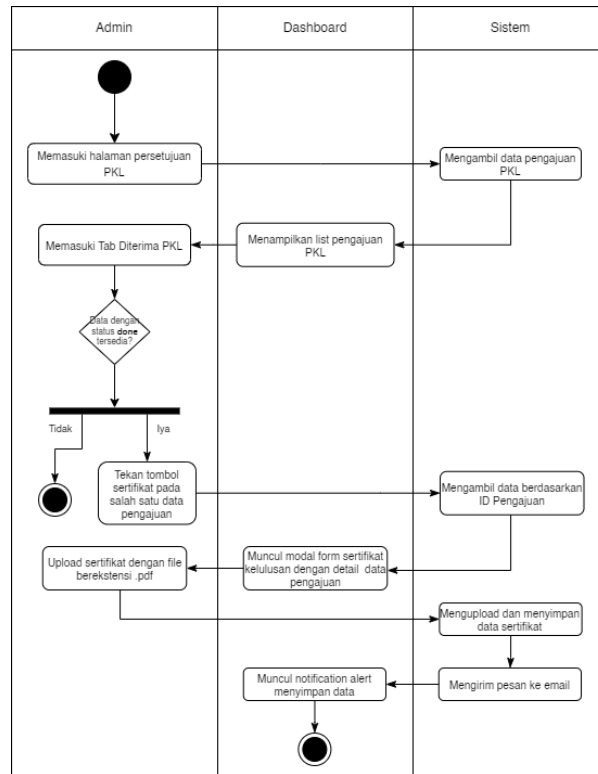 Admin
Dashboard
Sistem
Memasuki halaman persetujuan
PKL
Mengambil data pengajuan
PKL
Memasuki Tab Diterima PKL
Menampilkan list pengajuan
PKL
Data dengan
status done
tersedia?
Tidak
Iya
Tekan tombol
sertifikat pada
salah satu data
pengajuan
Mengambil data berdasarkan
ID Pengajuan
Upload sertifikat dengan file
berekstensi .pdf
Muncul modal form sertifikat
kelulusan dengan detail data
pengajuan
Mengupload dan menyimpan
data sertifikat
Muncul notification alert
menyimpan data
Mengirim pesan ke email